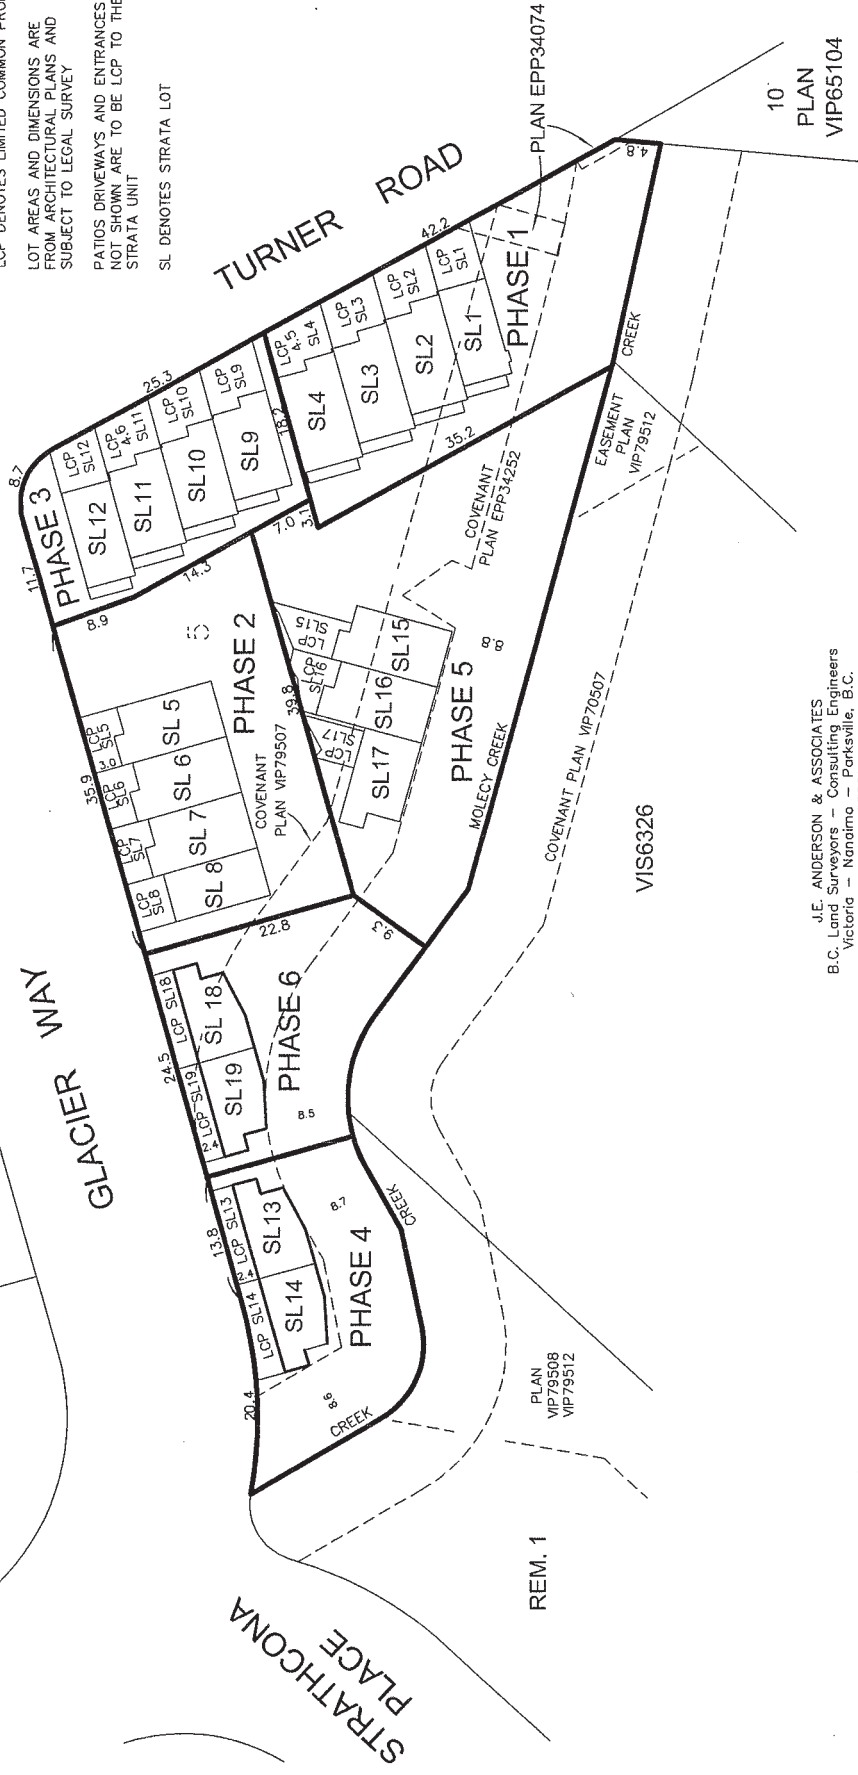 LOT AREAS AND DIMENSIONS ARE
FROM ARCHITECTURAL PLANS AND
SUBJECT TO LEGAL SURVEY
PATIOS DRIVEWAYS AND ENTRANCES
NOT SHOWN ARE TO BE LCP TO THE
STRATA UNIT
SL DENOTES STRATA LOT
TURNER ROAD
PLAN EPP34074
10
PLAN
VIP65104
4.8
42.2
PHASE 1
LCP
SL1
LCP
SL2
LCP
SL3
LCP
4.5
SL4
SL1
SL2
SL3
SL4
35.2
18.2
3.1
7.0
COVENANT
PLAN EPP34252
EASEMENT
PLAN
VIP79512
CREEK
25.3
8.7
11.7
PHASE 3
LCP
SL9
LCP
SL10
LCP
4.6
SL11
LCP
SL12
SL9
SL10
SL11
SL12
14.3
8.9
5
PHASE 2
35.9
LCP
SL5
3.0
LCP
SL6
LCP
SL7
LCP
SL8
SL 5
SL 6
SL 7
SL 8
COVENANT
PLAN VIP79507
39.8
LCP
SL15
LCP
SL16
LCP
SL17
SL15
SL16
SL17
8.8
PHASE 5
MOLECY CREEK
COVENANT PLAN VIP70507
VIS6326
22.8
9.3
GLACIER WAY
24.5
LCP SL18
LCP SL19
2.4
SL 18
SL19
PHASE 6
8.5
13.8
LCP SL13
2.4
LCP SL14
SL13
SL14
8.7
PHASE 4
CREEK
20.4
8.6
CREEK
PLAN
VIP79508
VIP79512
REM. 1
STRATHCONA
PLACE
J.E. ANDERSON & ASSOCIATES
B.C. Land Surveyors - Consulting Engineers
Victoria - Nanaimo - Parksville, B.C.